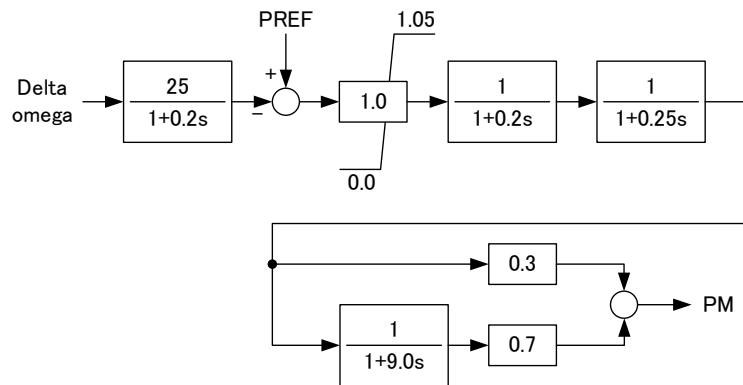 PREF
1.05
Delta
omega
25
1+0.2s
+
−
1.0
0.0
1
1+0.2s
1
1+0.25s
0.3
1
1+9.0s
0.7
PM